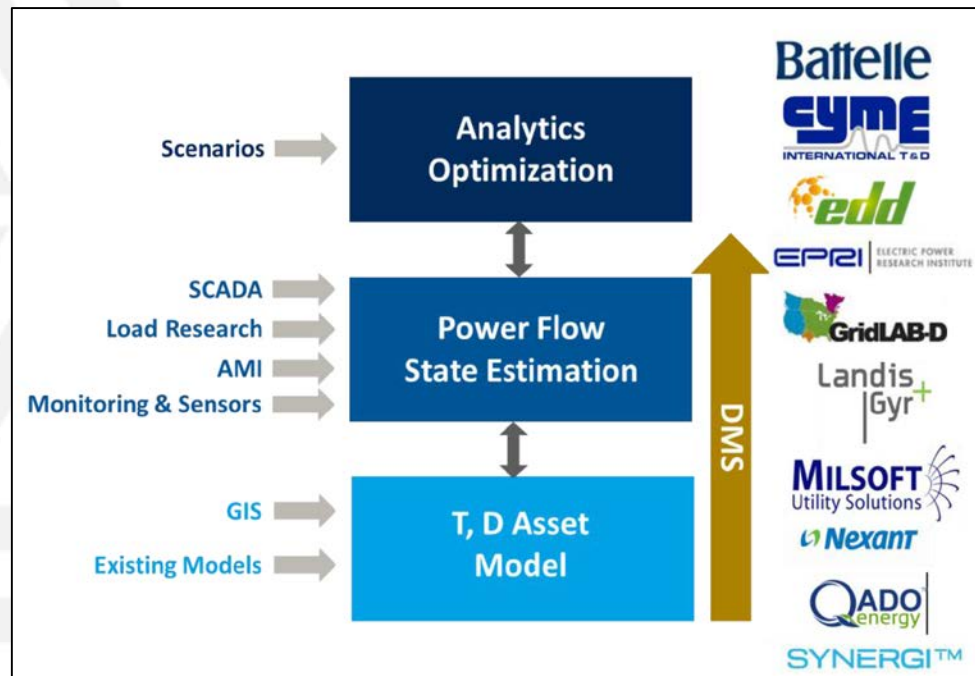 Scenarios
Analytics
Optimization
SCADA
Load Research
AMI
Monitoring & Sensors
Power Flow
State Estimation
GIS
Existing Models
T, D Asset
Model
DMS
Battelle
CYME
INTERNATIONAL T&D
edd
EPRI
ELECTRIC POWER
RESEARCH INSTITUTE
GridLAB-D
Landis
Gyr+
MILSOFT
Utility Solutions
NEXANT
QADO
energy
SYNERGI™